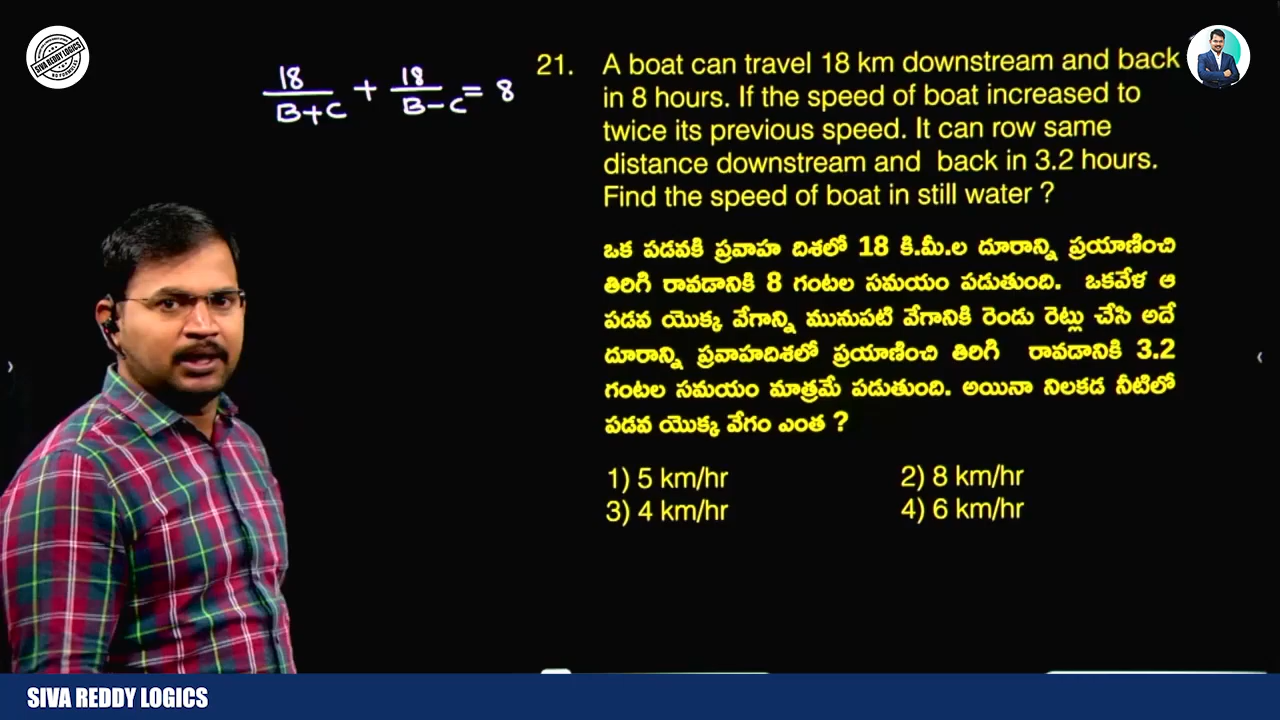 SIVA REDDY LOGICS
18/B+C + 18/B-C = 8
21. A boat can travel 18 km downstream and back
in 8 hours. If the speed of boat increased to
twice its previous speed. It can row same
distance downstream and back in 3.2 hours.
Find the speed of boat in still water ?
ఒక పడవకి ప్రవాహ దిశలో 18 కి.మీ.ల దూరాన్ని ప్రయాణించి
తిరిగి రావడానికి 8 గంటల సమయం పడుతుంది. ఒకవేళ ఆ
పడవ యొక్క వేగాన్ని మునుపటి వేగానికి రెండు రెట్లు చేసి అదే
దూరాన్ని ప్రవాహదిశలో ప్రయాణించి తిరిగి రావడానికి 3.2
గంటల సమయం మాత్రమే పడుతుంది. అయినా నిలకడ నీటిలో
పడవ యొక్క వేగం ఎంత ?
1) 5 km/hr 2) 8 km/hr
3) 4 km/hr 4) 6 km/hr
SIVA REDDY LOGICS